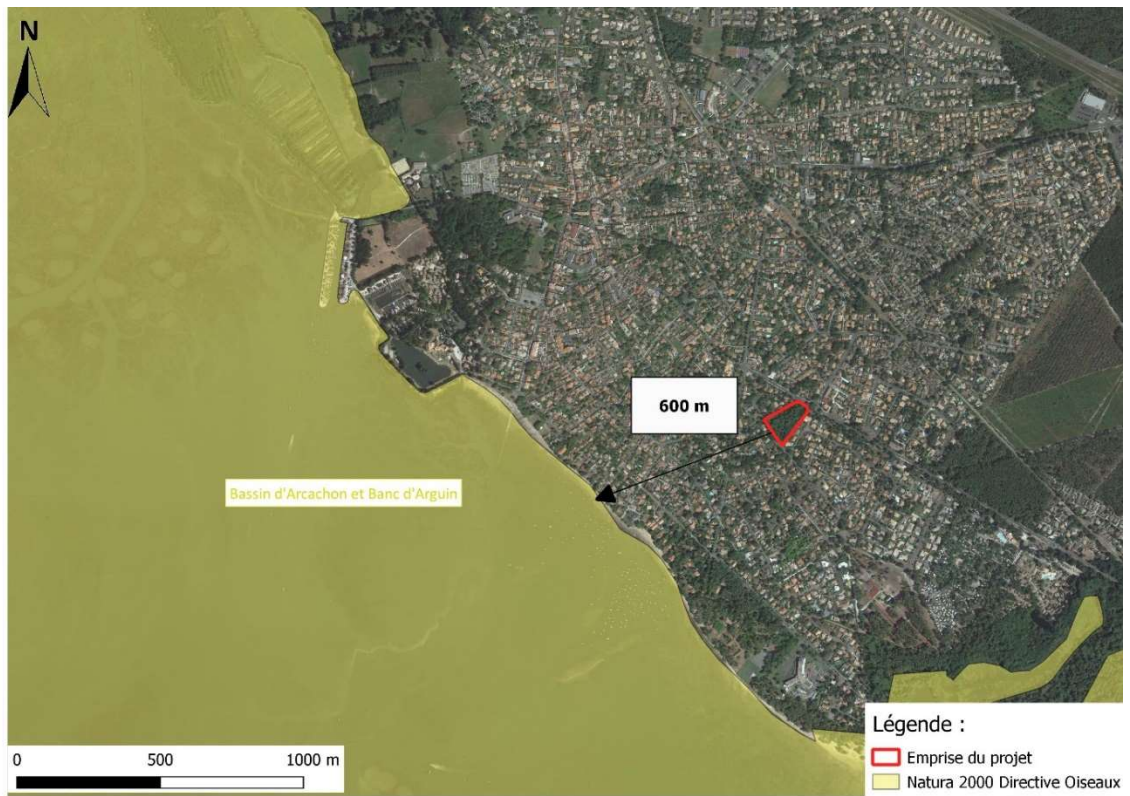 N
600 m
Bassin d'Arcachon et Banc d'Arguin
Légende :
Emprise du projet
Natura 2000 Directive Oiseaux
0 500 1000 m